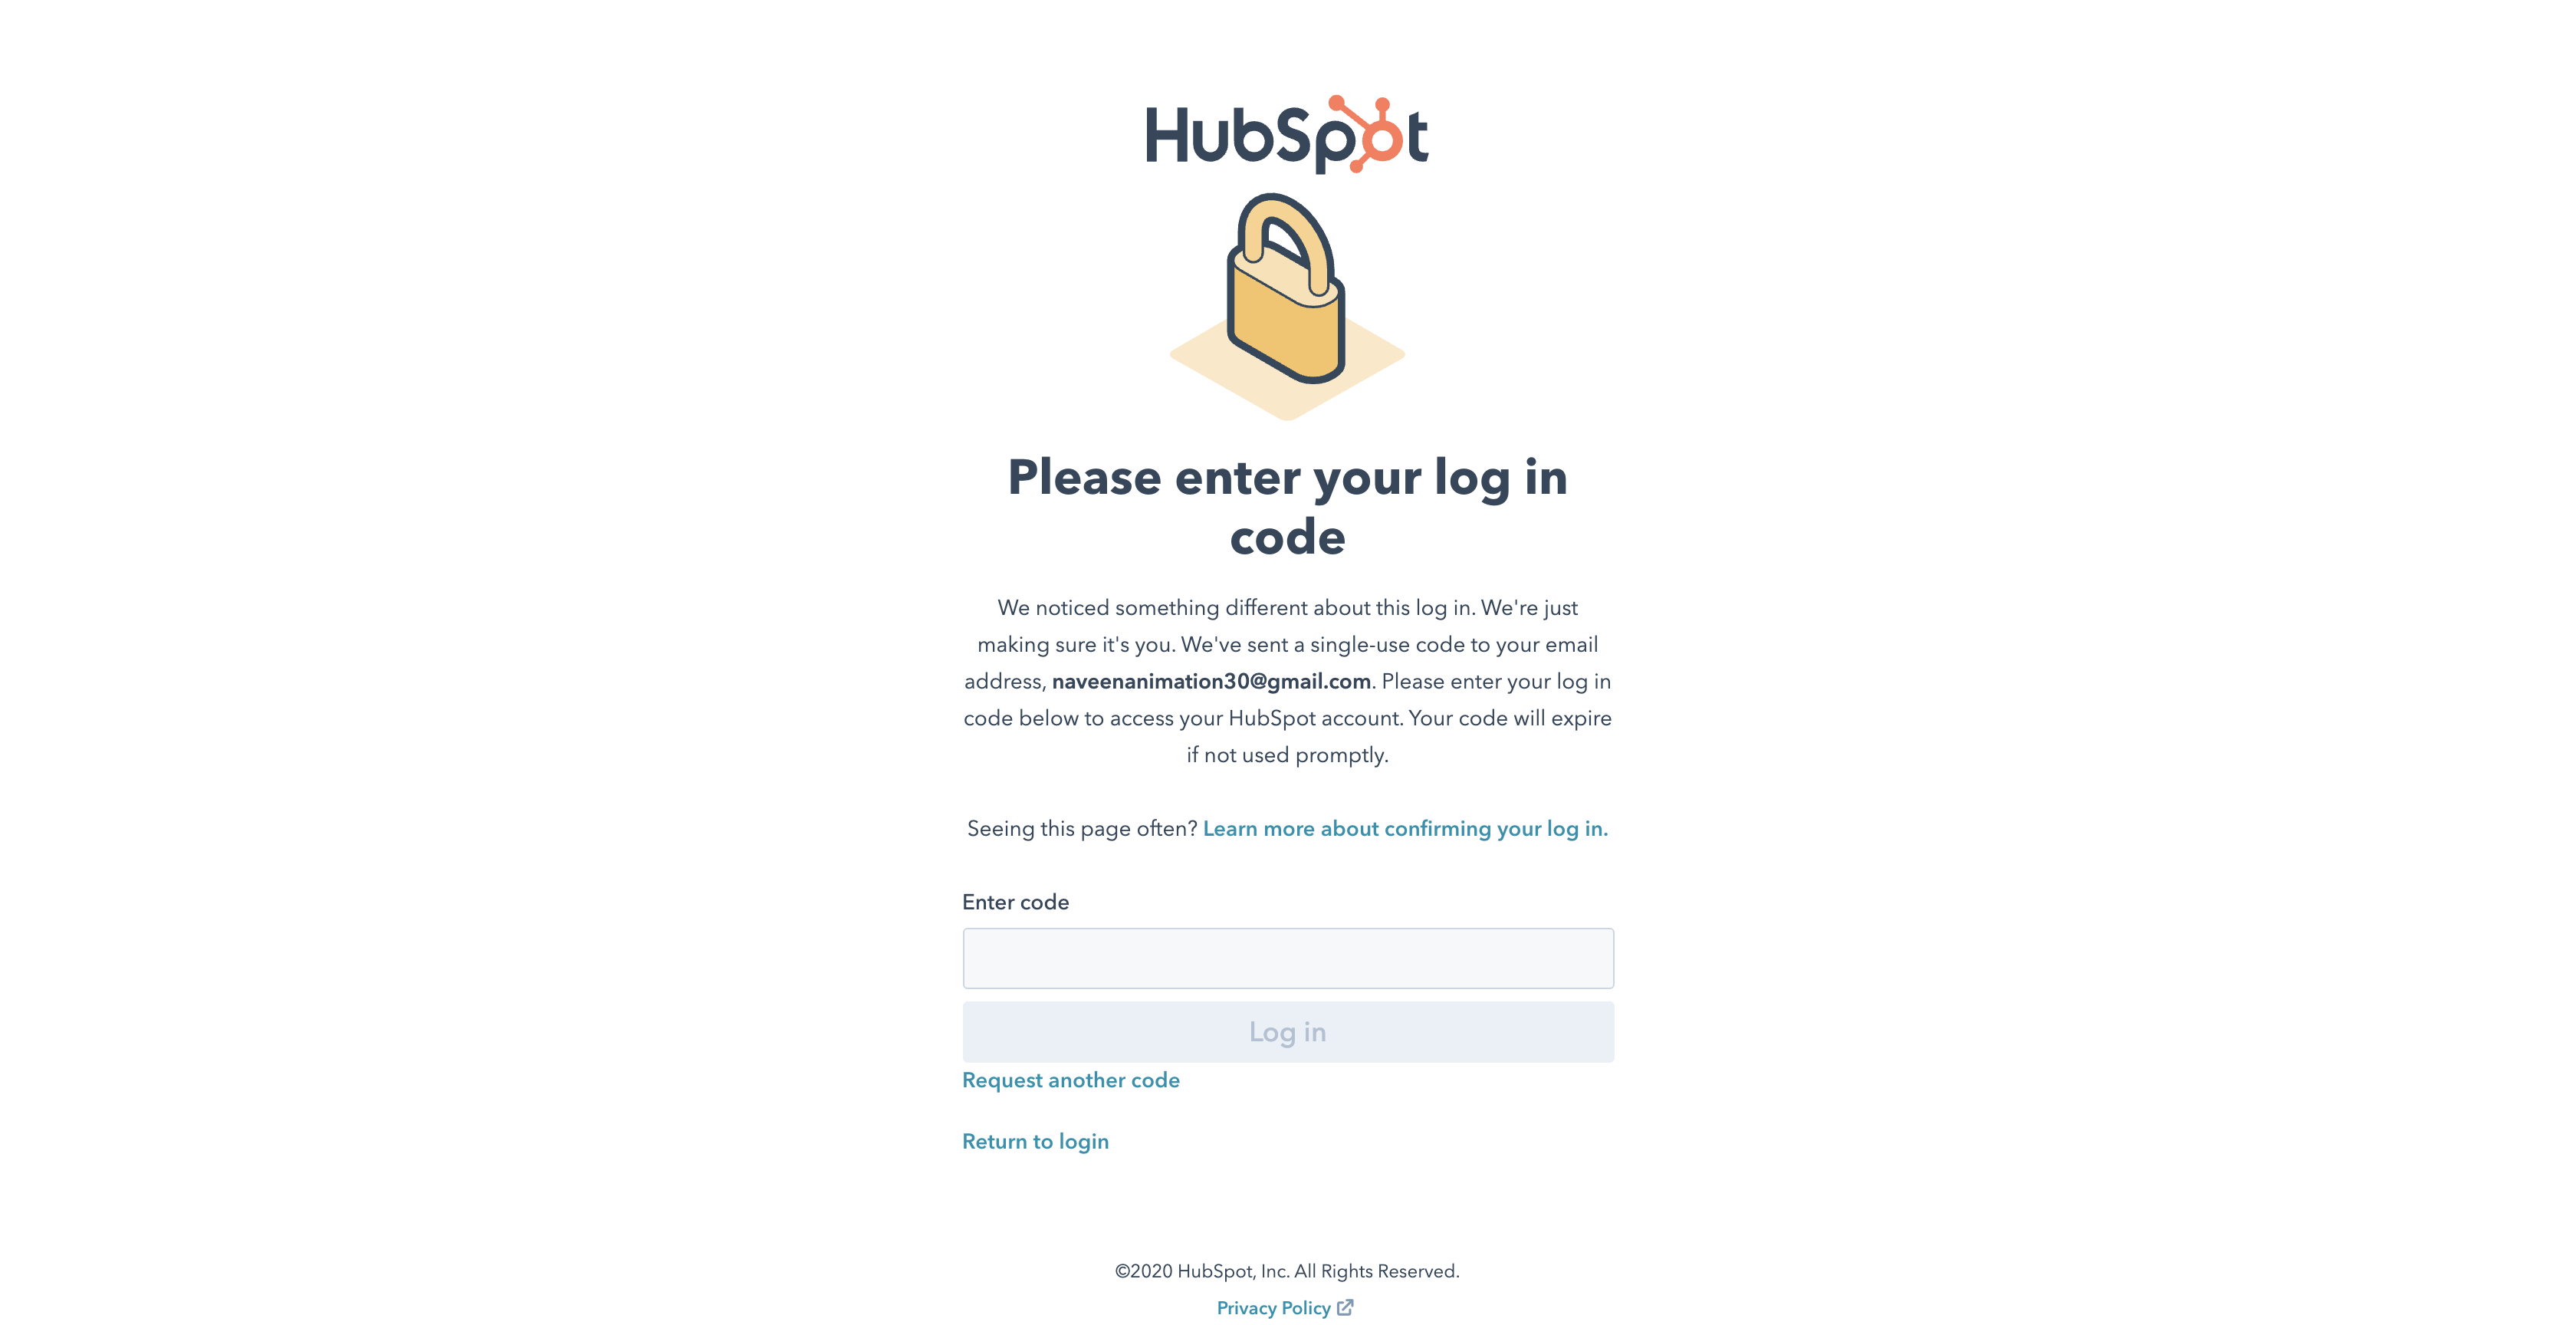 HubSpot
Please enter your log in
code
We noticed something different about this log in. We're just
making sure it's you. We've sent a single-use code to your email
address, naveenanimation30@gmail.com. Please enter your log in
code below to access your HubSpot account. Your code will expire
if not used promptly.
Seeing this page often? Learn more about confirming your log in.
Enter code
Log in
Request another code
Return to login
©2020 HubSpot, Inc. All Rights Reserved.
Privacy Policy